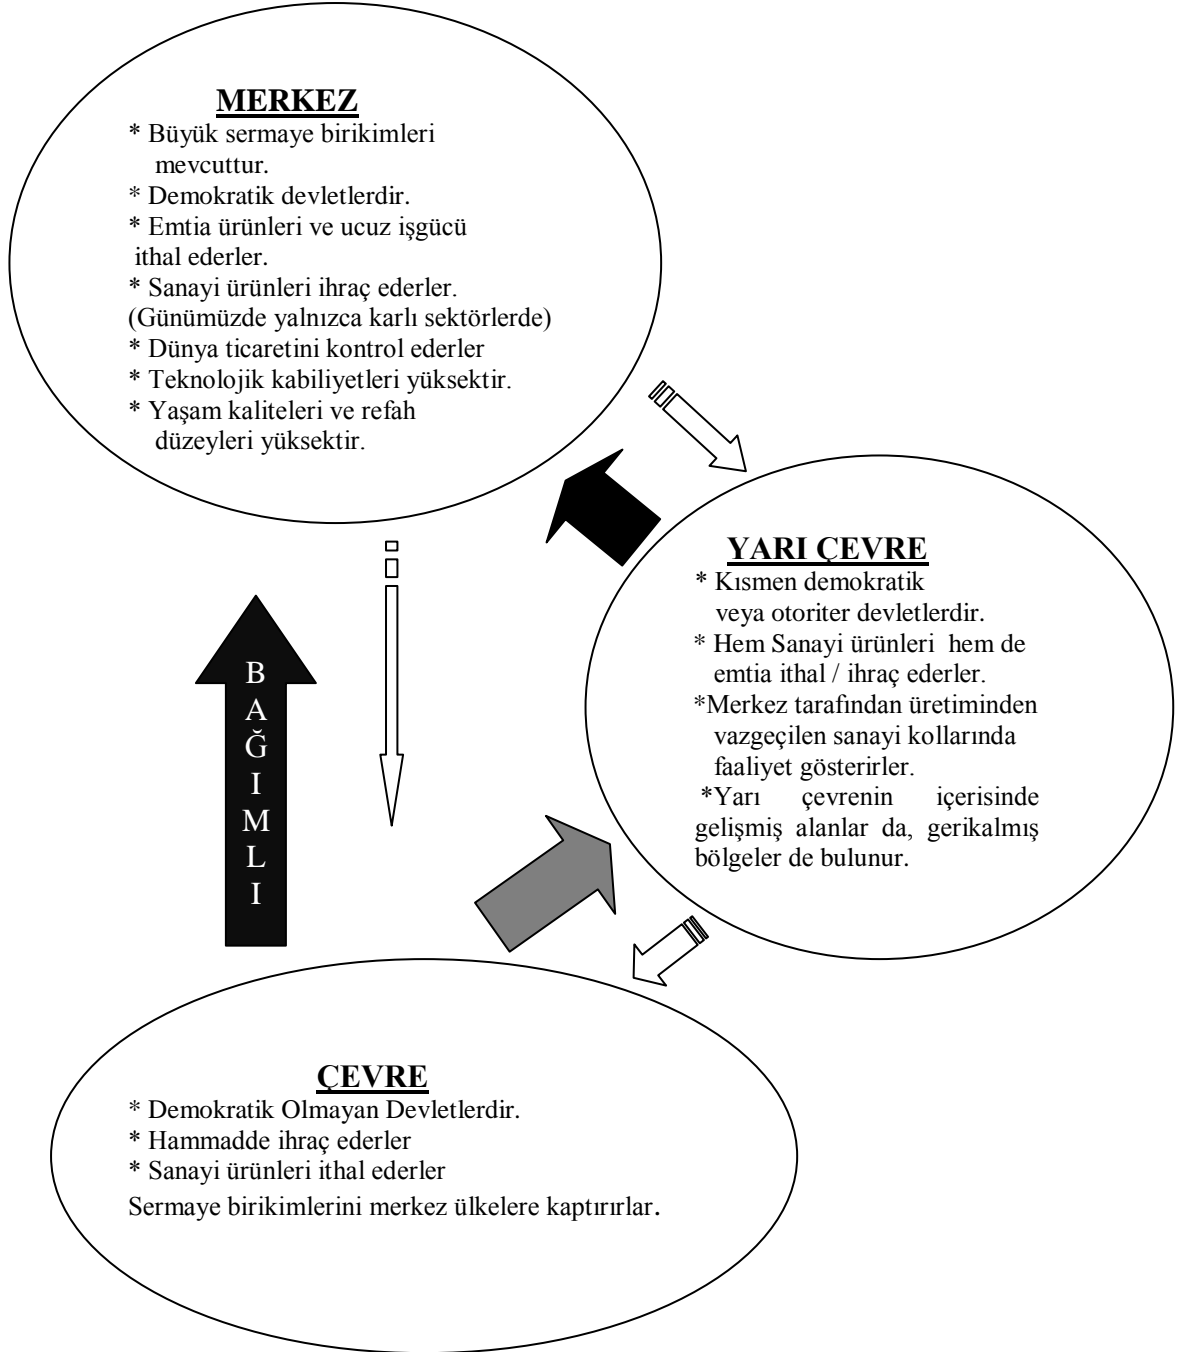 MERKEZ
* Büyük sermaye birikimleri
mevcuttur.
* Demokratik devletlerdir.
* Emtia ürünleri ve ucuz işgücü
ithal ederler.
* Sanayi ürünleri ihraç ederler.
(Günümüzde yalnızca karlı sektörlerde)
* Dünya ticaretini kontrol ederler
* Teknolojik kabiliyetleri yüksektir.
* Yaşam kaliteleri ve refah
düzeyleri yüksektir.
YARI ÇEVRE
* Kısmen demokratik
veya otoriter devletlerdir.
* Hem Sanayi ürünleri hem de
emtia ithal / ihraç ederler.
*Merkez tarafından üretiminden
vazgeçilen sanayi kollarında
faaliyet gösterirler.
*Yarı çevrenin içerisinde
gelişmiş alanlar da, gerikalmış
bölgeler de bulunur.
B
A
Ğ
I
M
L
I
ÇEVRE
* Demokratik Olmayan Devletlerdir.
* Hammadde ihraç ederler
* Sanayi ürünleri ithal ederler
Sermaye birikimlerini merkez ülkelere kaptırırlar.